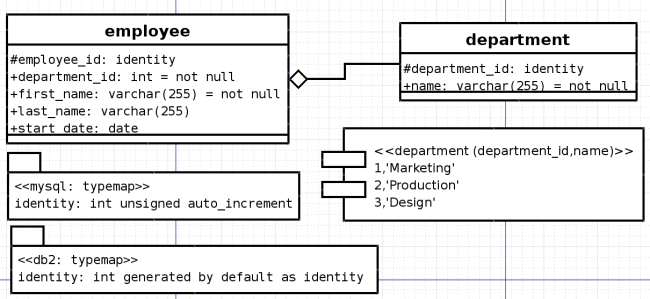 employee
#employee_id: identity
+department_id: int = not null
+first_name: varchar(255) = not null
+last_name: varchar(255)
+start_date: date
department
#department_id: identity
+name: varchar(255) = not null
<<department (department_id,name)>>
1,'Marketing'
2,'Production'
3,'Design'
<<mysql: typemap>>
identity: int unsigned auto_increment
<<db2: typemap>>
identity: int generated by default as identity